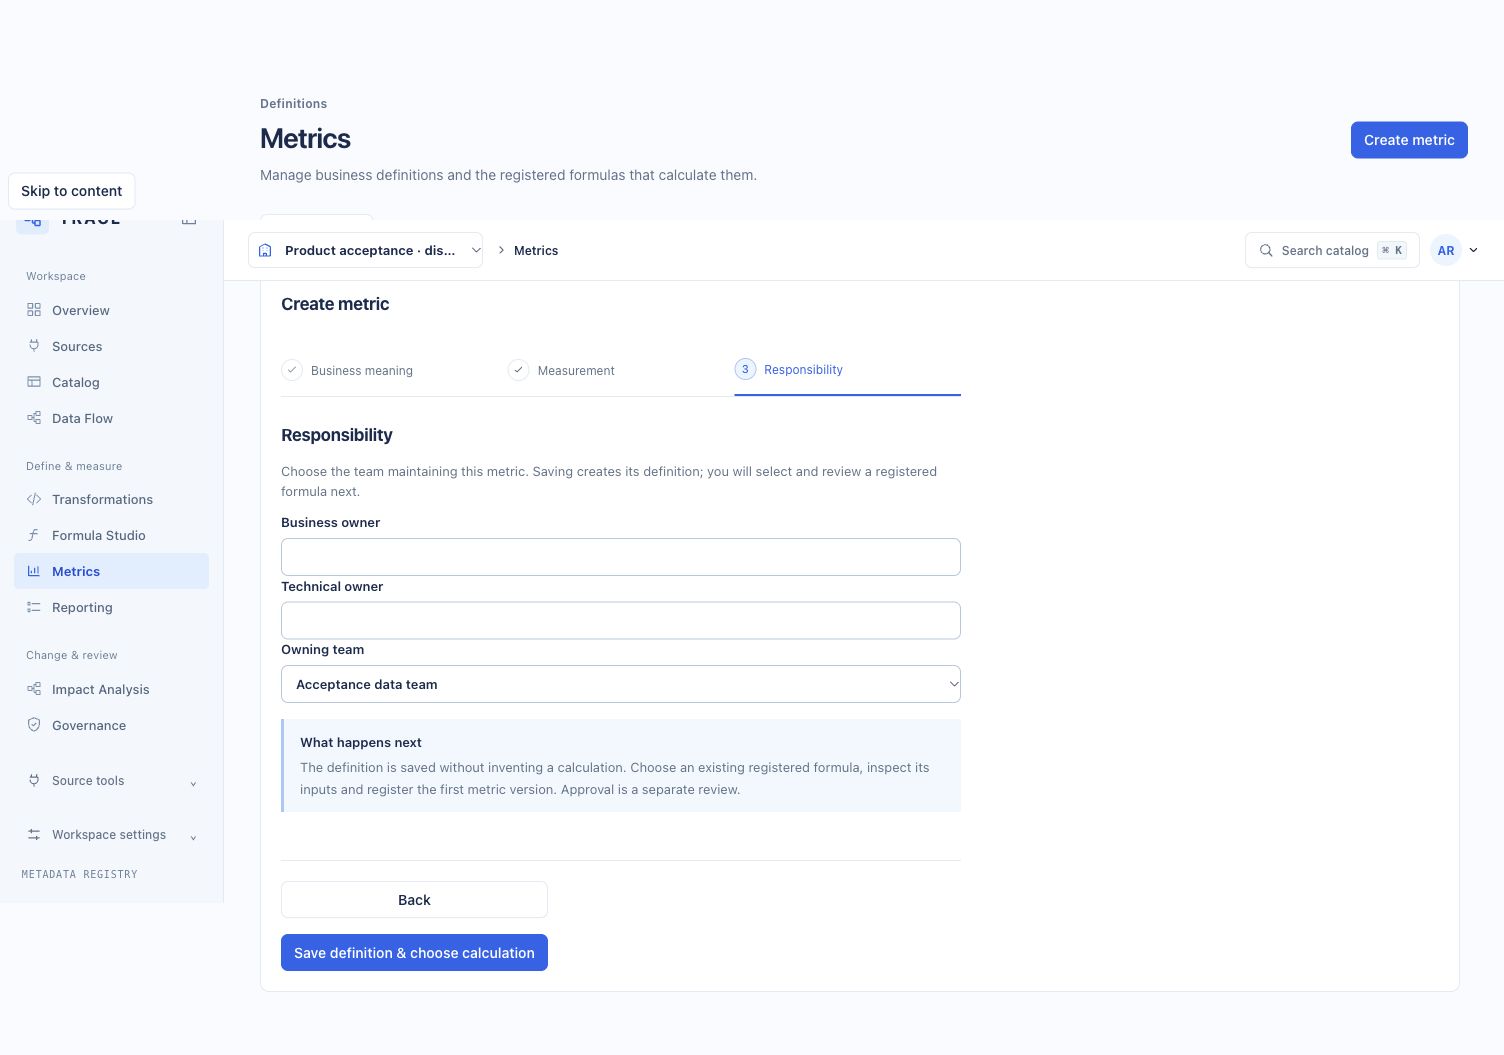 Definitions
Metrics
Create metric
Manage business definitions and the registered formulas that calculate them.
Skip to content
TRACE
Product acceptance · dis...
Metrics
Search catalog
⌘ K
AR
Workspace
Overview
Sources
Catalog
Data Flow
Define & measure
Transformations
Formula Studio
Metrics
Reporting
Change & review
Impact Analysis
Governance
Source tools
Workspace settings
METADATA REGISTRY
Create metric
Business meaning
Measurement
3 Responsibility
Responsibility
Choose the team maintaining this metric. Saving creates its definition; you will select and review a registered
formula next.
Business owner
Technical owner
Owning team
Acceptance data team
What happens next
The definition is saved without inventing a calculation. Choose an existing registered formula, inspect its
inputs and register the first metric version. Approval is a separate review.
Back
Save definition & choose calculation